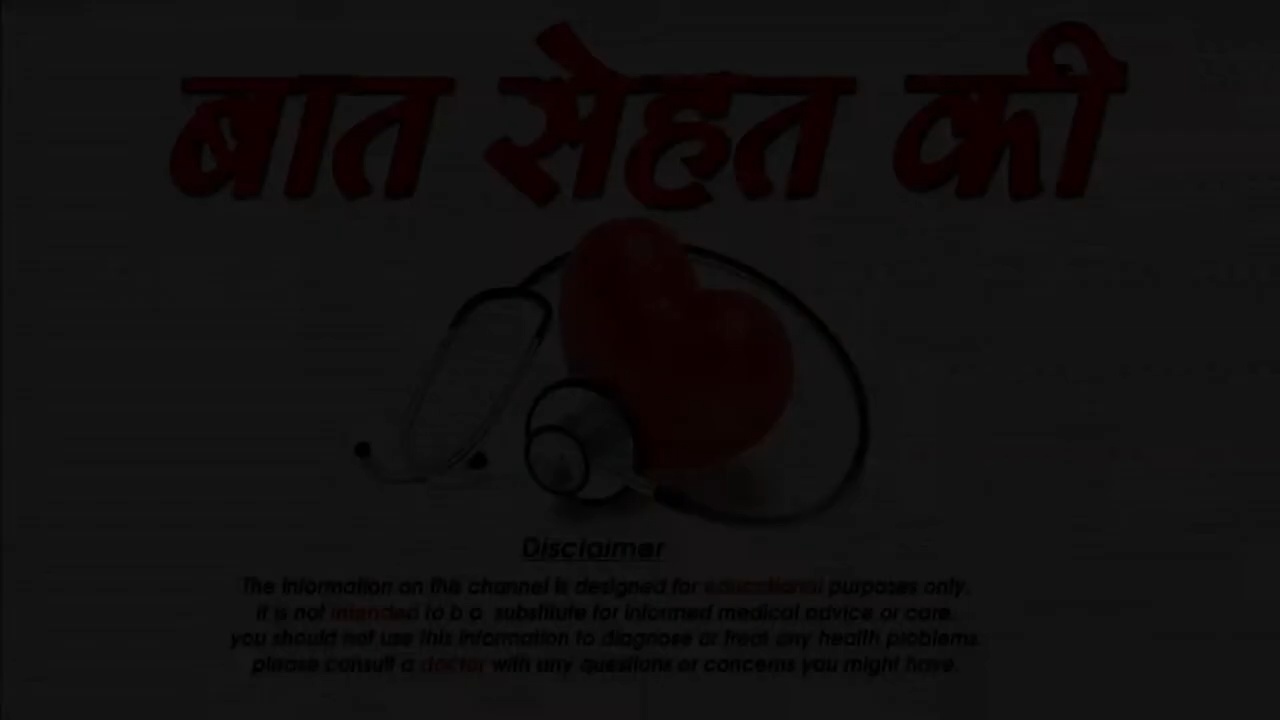 बात सेहत की
Disclaimer
The information on this channel is designed for educational purposes only.
it is not intended to b a substitute for informed medical advice or care.
you should not use this information to diagnose or treat any health problems
please consult a doctor with any questions or concerns you might have.